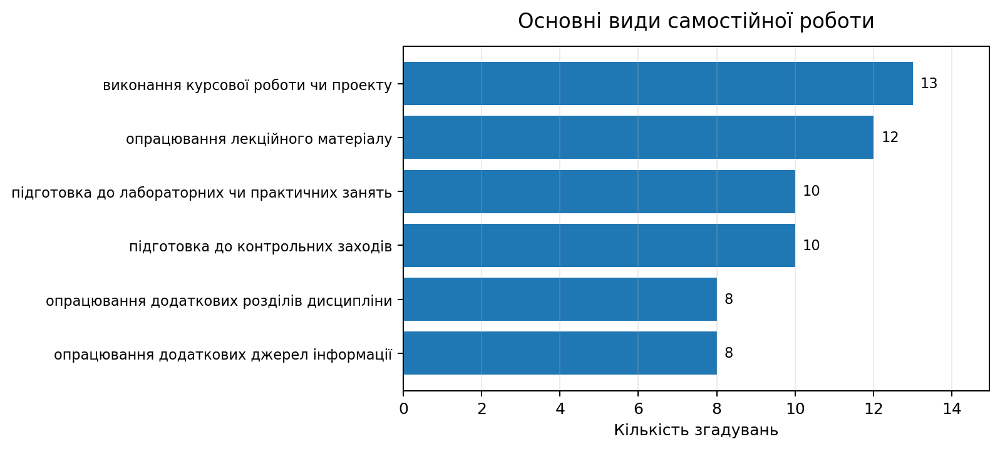 Основні види самостійної роботи
виконання курсової роботи чи проекту
13
опрацювання лекційного матеріалу
12
підготовка до лабораторних чи практичних занять
10
підготовка до контрольних заходів
10
опрацювання додаткових розділів дисципліни
8
опрацювання додаткових джерел інформації
8
0 2 4 6 8 10 12 14
Кількість згадувань